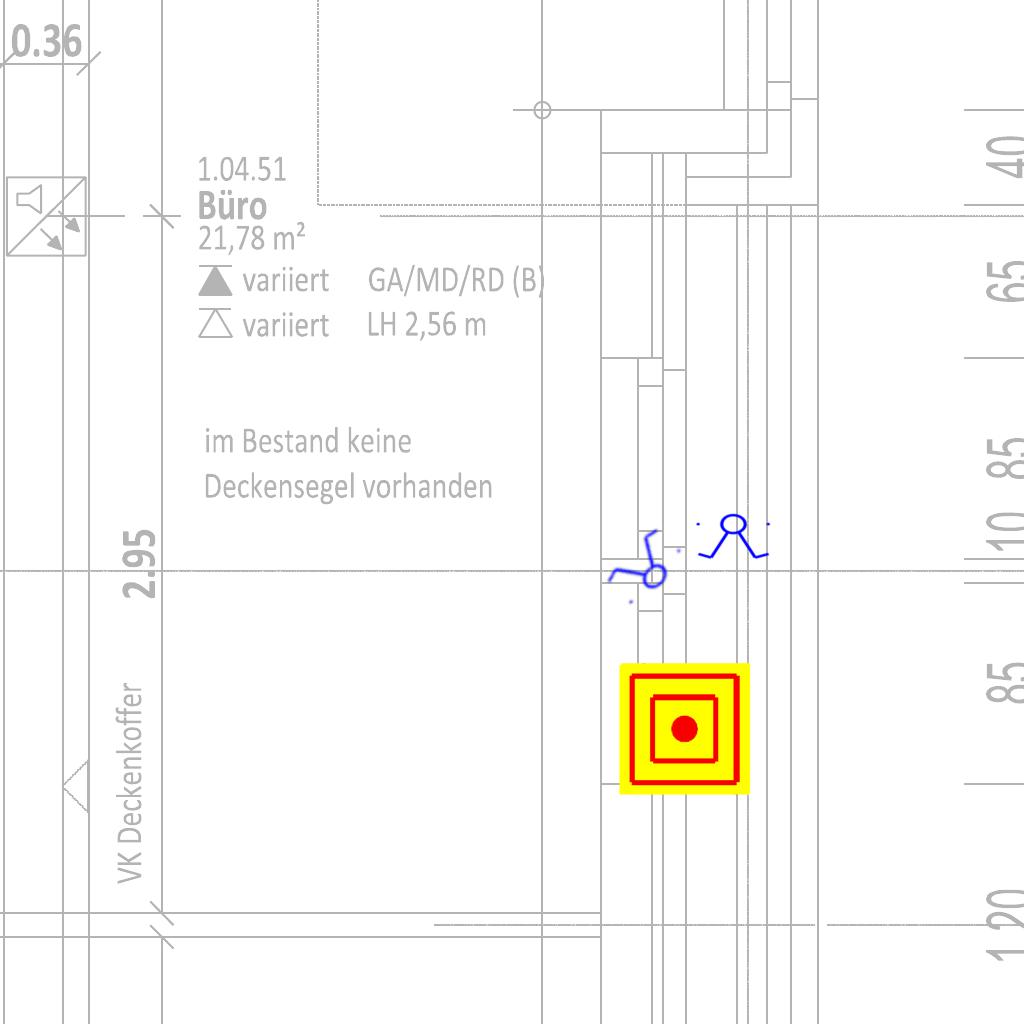 0.36
1.04.51
Büro
21,78 m²
variiert GA/MD/RD (B)
variiert LH 2,56 m
im Bestand keine
Deckensegel vorhanden
2.95
VK Deckenkoffer
40
65
85
10
85
1 20